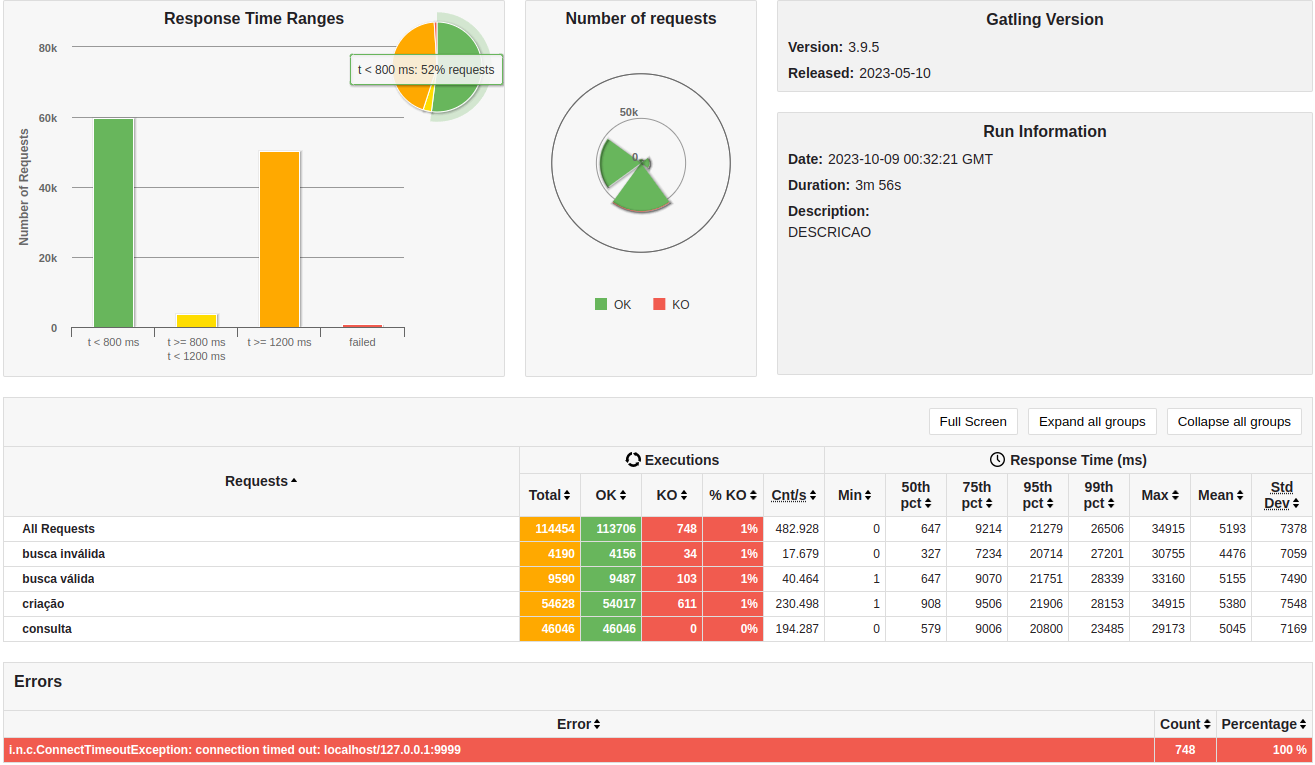 Response Time Ranges
80k
60k
40k
20k
0
Number of Requests
t < 800 ms: 52% requests
t < 800 ms
t >= 800 ms
t < 1200 ms
t >= 1200 ms
failed
Number of requests
50k
0
OK
KO
Gatling Version
Version: 3.9.5
Released: 2023-05-10
Run Information
Date: 2023-10-09 00:32:21 GMT
Duration: 3m 56s
Description:
DESCRICAO
Full Screen Expand all groups Collapse all groups
Requests
Executions
Response Time (ms)
Total OK KO % KO Cnt/s Min 50th pct 75th pct 95th pct 99th pct Max Mean Std Dev
All Requests 114454 113706 748 1% 482.928 0 647 9214 21279 26506 34915 5193 7378
busca inválida 4190 4156 34 1% 17.679 0 327 7234 20714 27201 30755 4476 7059
busca válida 9590 9487 103 1% 40.464 1 647 9070 21751 28339 33160 5155 7490
criação 54628 54017 611 1% 230.498 1 908 9506 21906 28153 34915 5380 7548
consulta 46046 46046 0 0% 194.287 0 579 9006 20800 23485 29173 5045 7169
Errors
Error Count Percentage
i.n.c.ConnectTimeoutException: connection timed out: localhost/127.0.0.1:9999 748 100 %